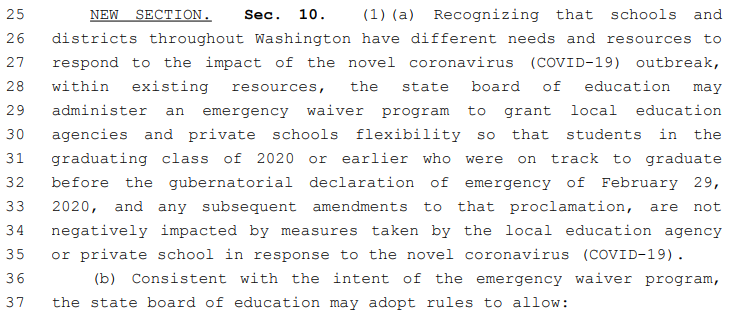 25 NEW SECTION. Sec. 10. (1)(a) Recognizing that schools and
26 districts throughout Washington have different needs and resources to
27 respond to the impact of the novel coronavirus (COVID-19) outbreak,
28 within existing resources, the state board of education may
29 administer an emergency waiver program to grant local education
30 agencies and private schools flexibility so that students in the
31 graduating class of 2020 or earlier who were on track to graduate
32 before the gubernatorial declaration of emergency of February 29,
33 2020, and any subsequent amendments to that proclamation, are not
34 negatively impacted by measures taken by the local education agency
35 or private school in response to the novel coronavirus (COVID-19).
36 (b) Consistent with the intent of the emergency waiver program,
37 the state board of education may adopt rules to allow: